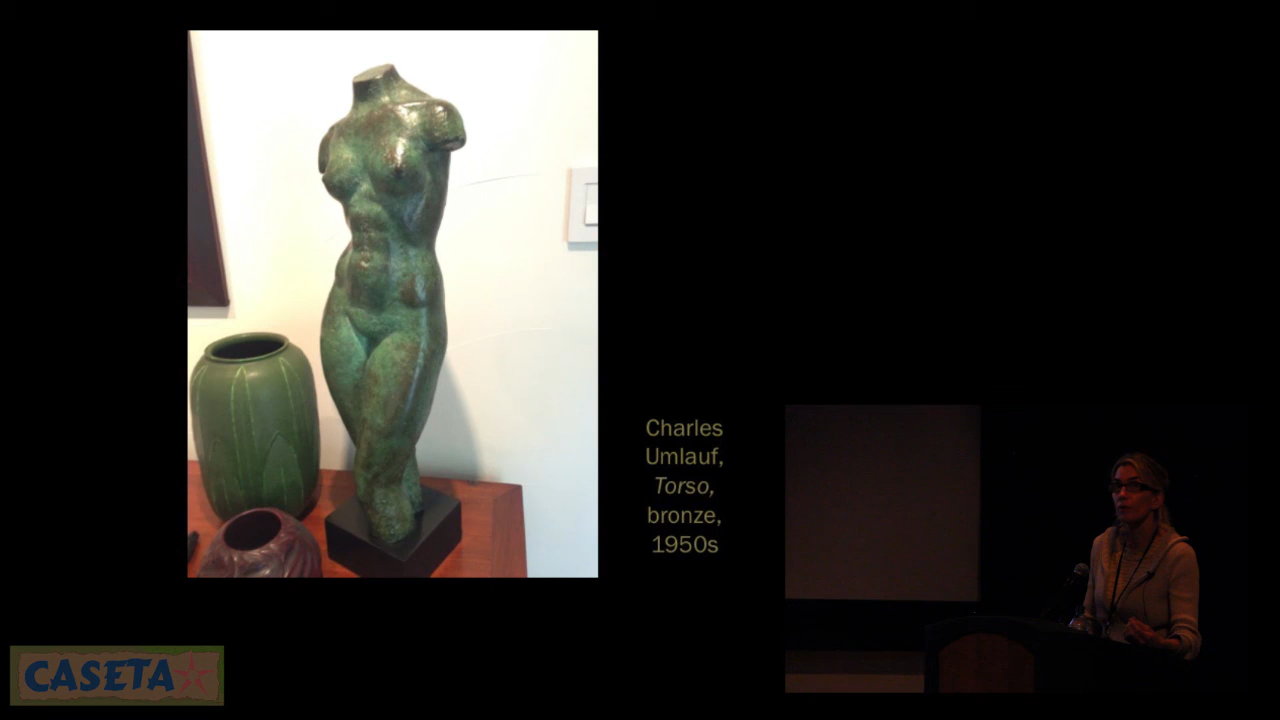 Charles
Umlauf,
Torso,
bronze,
1950s
CASETA